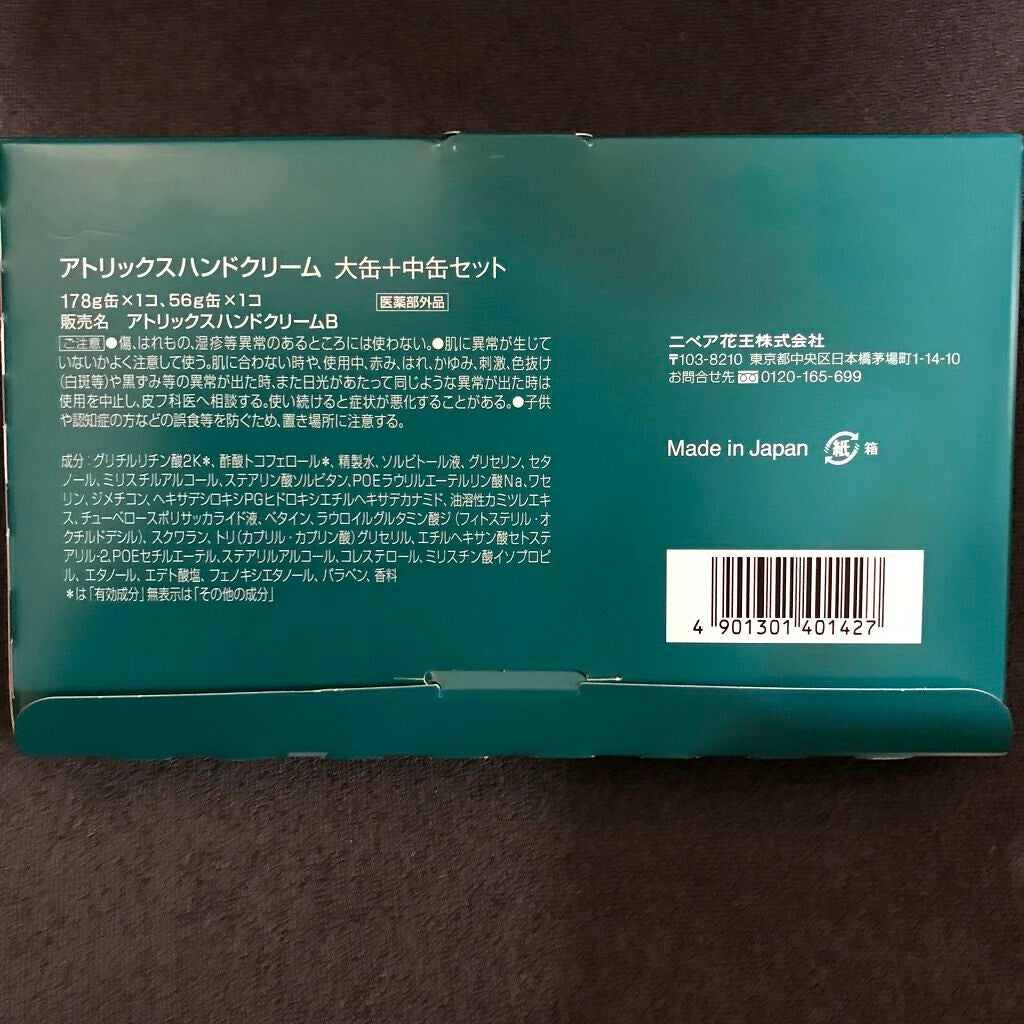 アトリックスハンドクリーム 大缶+中缶セット
178g缶×1コ、56g缶×1コ 医薬部外品
販売名 アトリックスハンドクリームB
ご注意●傷、はれもの、湿疹等異常のあるところには使わない。●肌に異常が生じて
いないかよく注意して使う。肌に合わない時や、使用中、赤み、はれ、かゆみ、刺激、色抜け
(白斑等)や黒ずみ等の異常が出た時、また日光があたって同じような異常が出た時は
使用を中止し、皮フ科医へ相談する。使い続けると症状が悪化することがある。●子供
や認知症の方などの誤食等を防ぐため、置き場所に注意する。
成分:グリチルリチン酸2K*、酢酸トコフェロール*、精製水、ソルビトール液、グリセリン、セタ
ノール、ミリスチルアルコール、ステアリン酸ソルビタン、POEラウリルエーテルリン酸Na、ワセ
リン、ジメチコン、ヘキサデシロキシPGヒドロキシエチルヘキサデカナミド、油溶性カミツレエキ
ス、チューベロースポリサッカライド液、ベタイン、ラウロイルグルタミン酸ジ(フィトステリル・オ
クチルドデシル)、スクワラン、トリ(カプリル・カプリン酸)グリセリル、エチルヘキサン酸セトステ
アリル-2、POEセチルエーテル、ステアリルアルコール、コレステロール、ミリスチン酸イソプロピ
ル、エタノール、エデト酸塩、フェノキシエタノール、パラベン、香料
*は「有効成分」無表示は「その他の成分」
ニベア花王株式会社
〒103-8210 東京都中央区日本橋茅場町1-14-10
お問合せ先 0120-165-699
Made in Japan 紙 箱
4 901301 401427